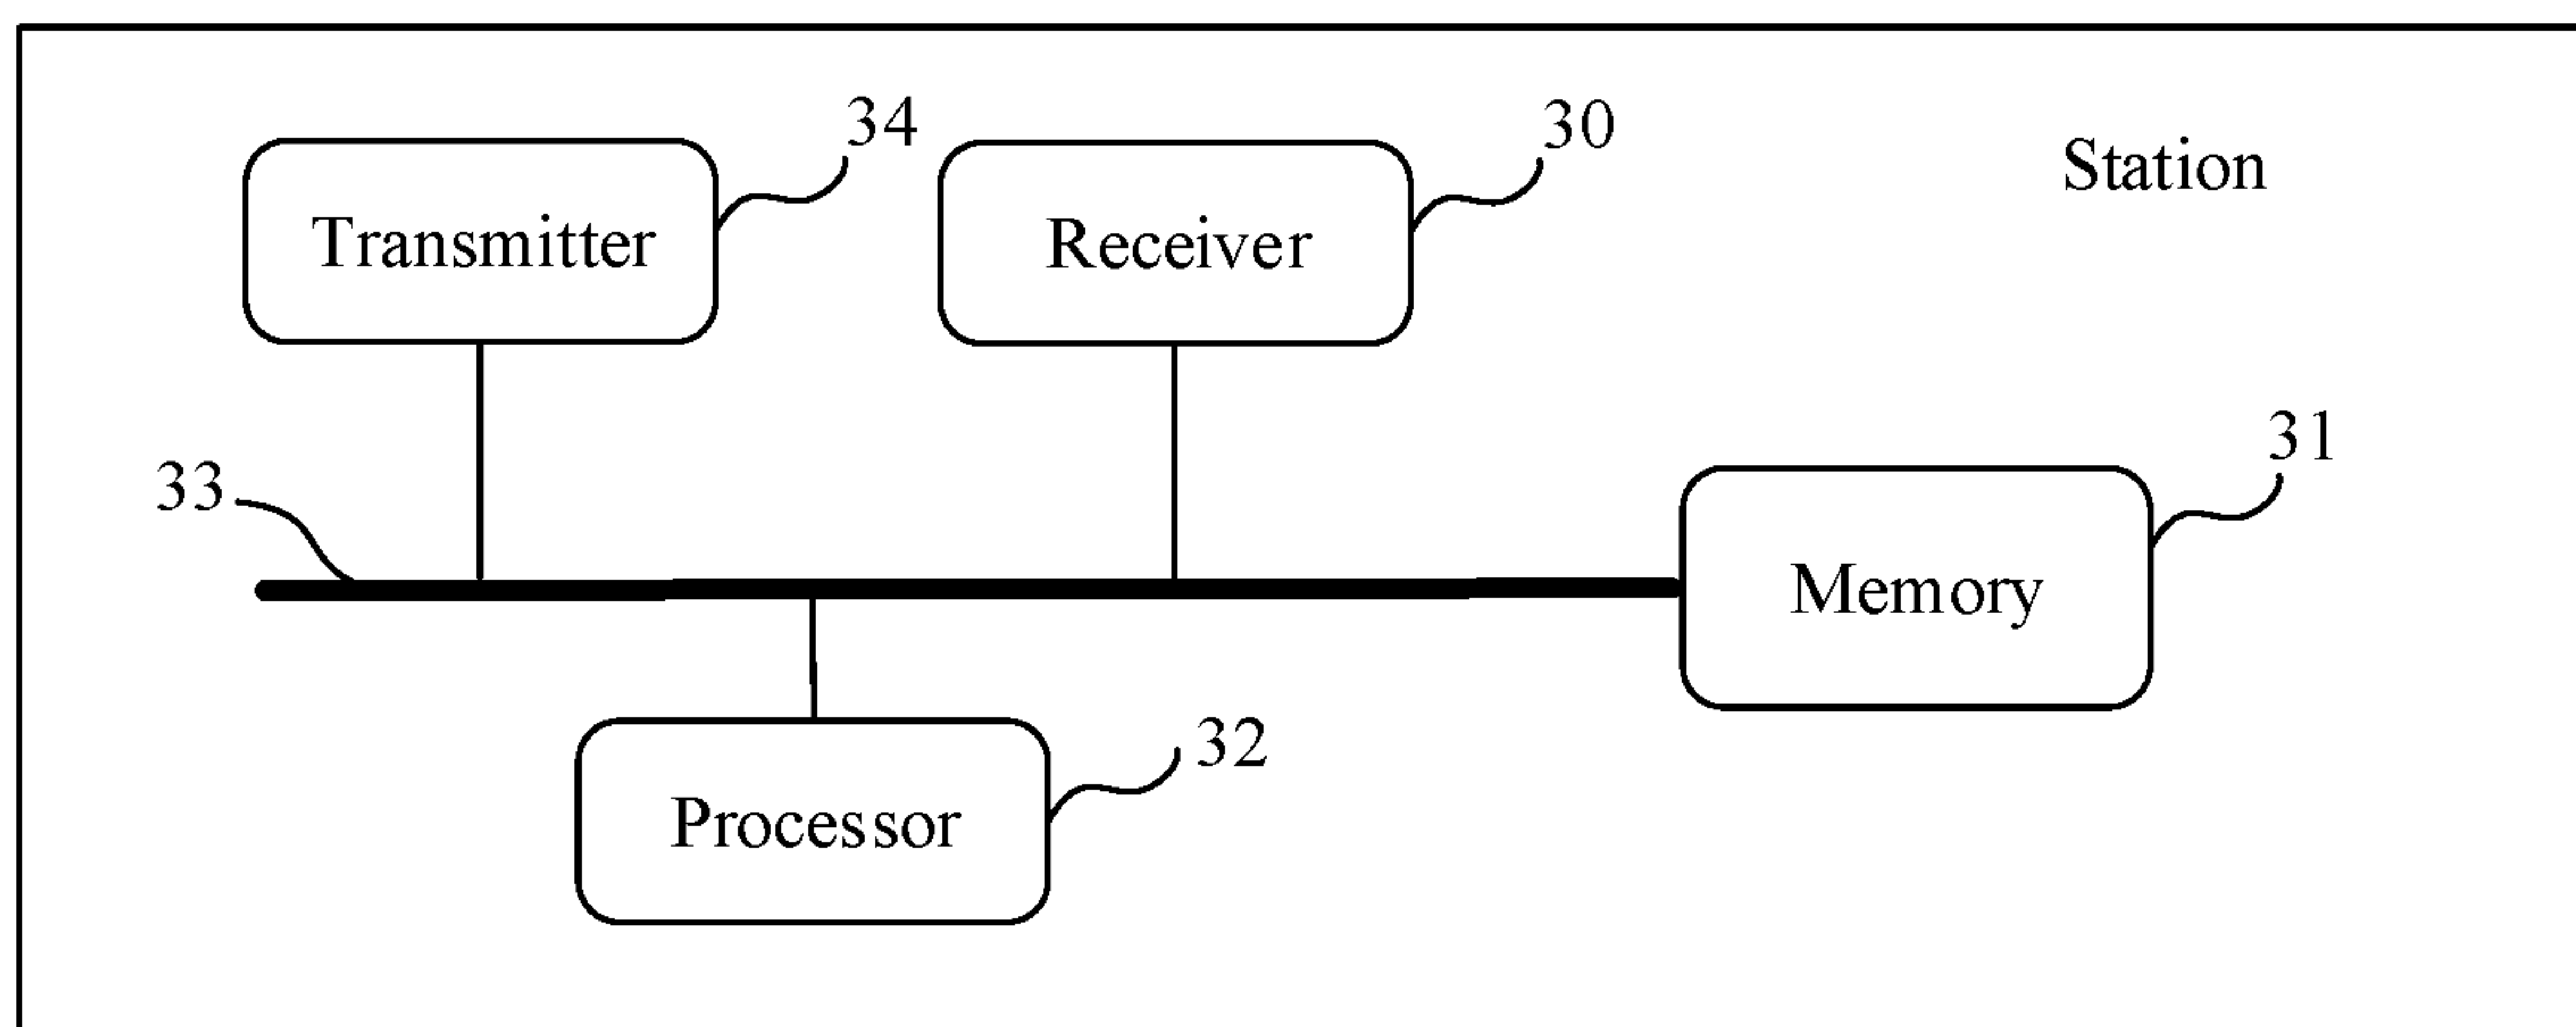 34
30
Station
Transmitter
Receiver
31
33
Memory
32
Processor